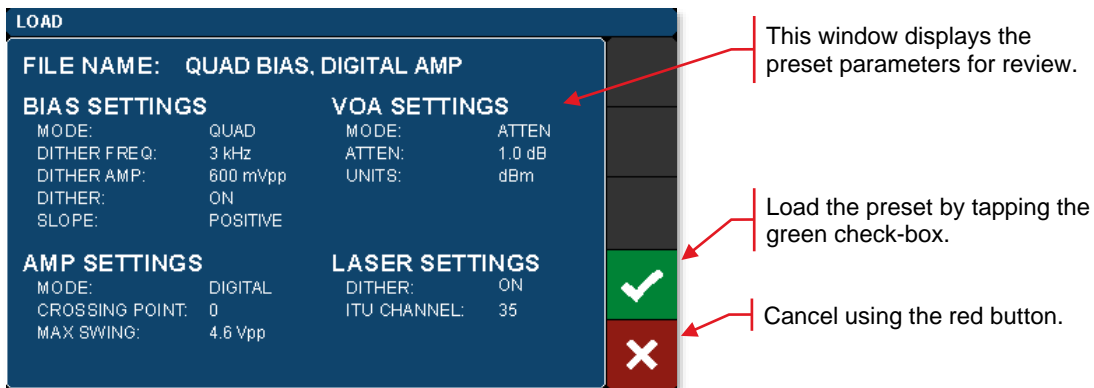 LOAD
FILE NAME: QUAD BIAS, DIGITAL AMP
BIAS SETTINGS
MODE: QUAD
DITHER FREQ: 3 kHz
DITHER AMP: 600 mVpp
DITHER: ON
SLOPE: POSITIVE
VOA SETTINGS
MODE: ATTEN
ATTEN: 1.0 dB
UNITS: dBm
AMP SETTINGS
MODE: DIGITAL
CROSSING POINT: 0
MAX SWING: 4.6 Vpp
LASER SETTINGS
DITHER: ON
ITU CHANNEL: 35
This window displays the
preset parameters for review.
Load the preset by tapping the
green check-box.
Cancel using the red button.